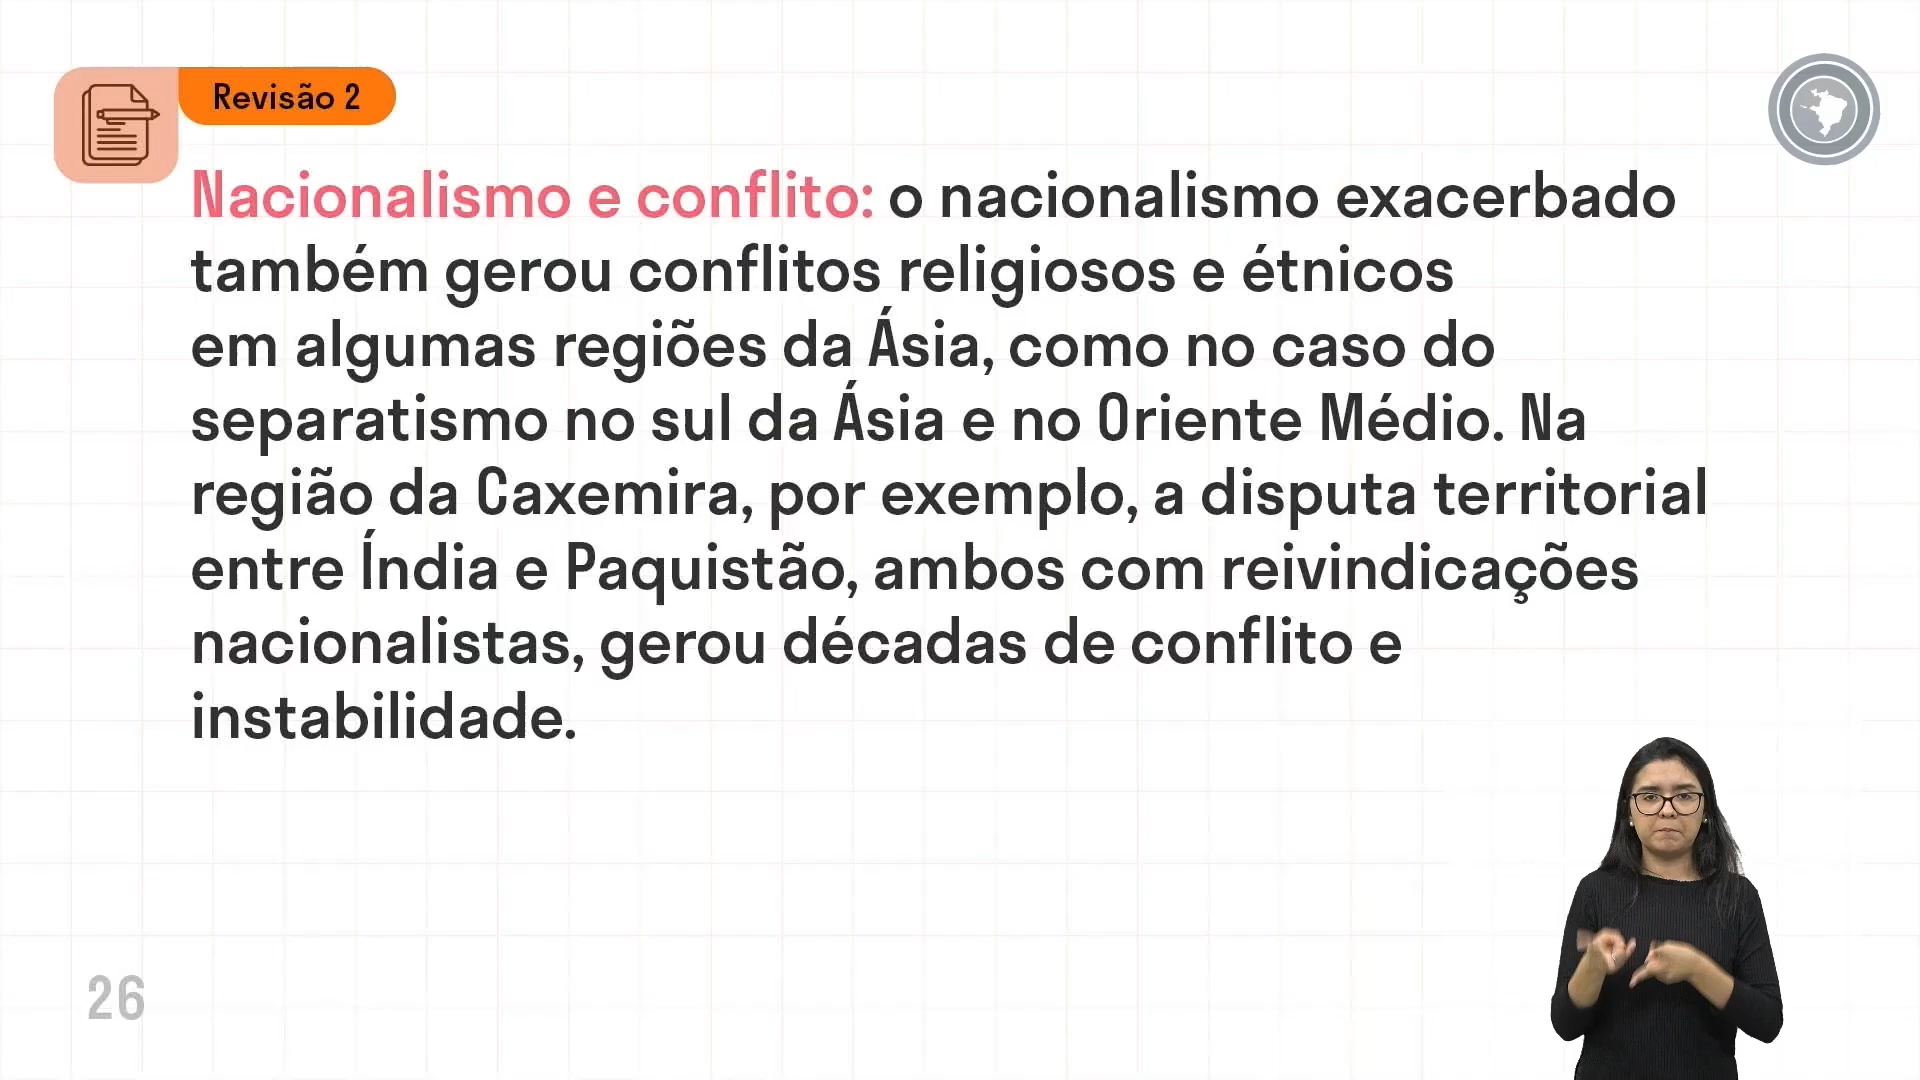 Revisão 2
Nacionalismo e conflito: o nacionalismo exacerbado
também gerou conflitos religiosos e étnicos
em algumas regiões da Ásia, como no caso do
separatismo no sul da Ásia e no Oriente Médio. Na
região da Caxemira, por exemplo, a disputa territorial
entre Índia e Paquistão, ambos com reivindicações
nacionalistas, gerou décadas de conflito e
instabilidade.
26